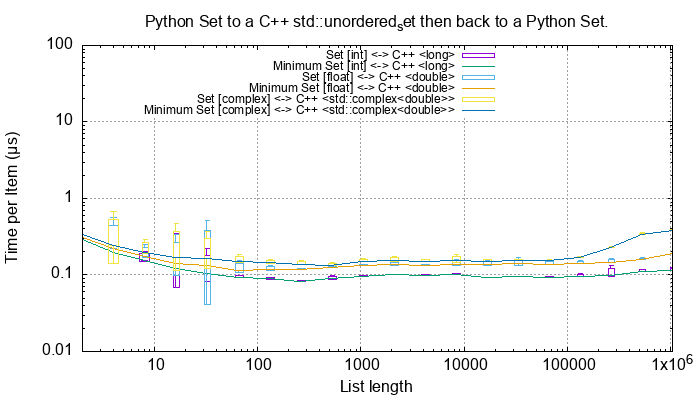 Python Set to a C++ std::unordered_set then back to a Python Set.
Set [int] <-> C++ <long>
Minimum Set [int] <-> C++ <long>
Set [float] <-> C++ <double>
Minimum Set [float] <-> C++ <double>
Set [complex] <-> C++ <std::complex<double>>
Minimum Set [complex] <-> C++ <std::complex<double>>
Time per Item (µs)
100
10
1
0.1
0.01
10 100 1000 10000 100000 1x10⁶
List length